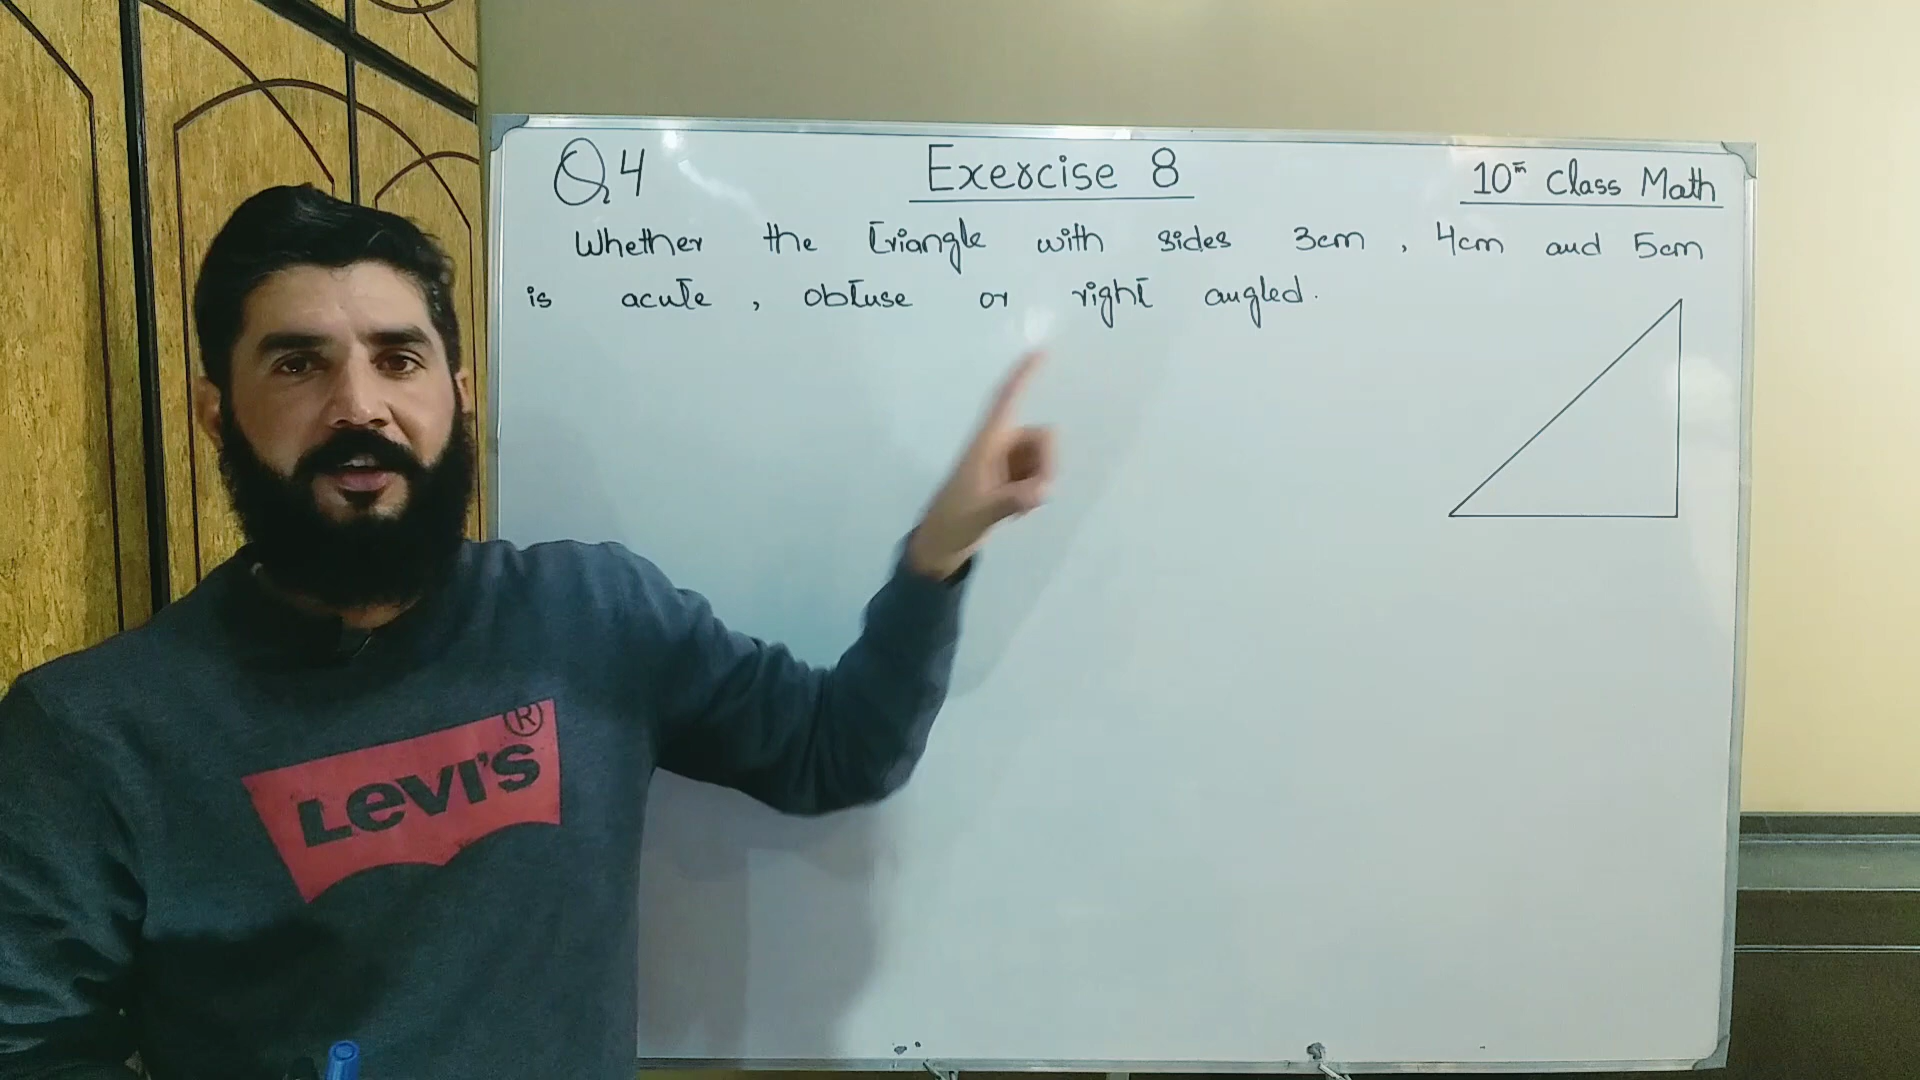 Q4 Exercise 8 10th Class Math
Whether the triangle with sides 3cm , 4cm and 5cm
is acute , obtuse or right angled.
LEVI'S ®